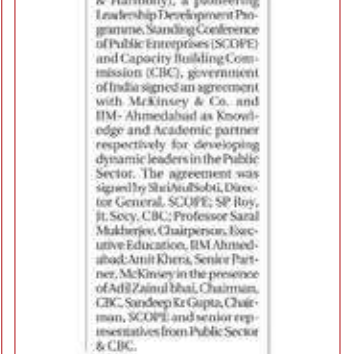 & Harmony), a pioneering
Leadership Development Pro-
gramme. Standing Conference
of Public Enterprises (SCOPE)
and Capacity Building Com-
mission (CBC), government
of India signed an agreement
with McKinsey & Co. and
IIM- Ahmedabad as Knowl-
edge and Academic partner
respectively for developing
dynamic leaders in the Public
Sector. The agreement was
signed by Shri Atul Sobti, Direc-
tor General, SCOPE; SP Roy,
Jt. Secy, CBC; Professor Saral
Mukherjee, Chairperson, Exec-
utive Education, IIM Ahmed-
abad; Amit Khera, Senior Part-
ner, McKinsey in the presence
of Adil Zainulbhai, Chairman,
CBC, Sandeep Kr Gupta, Chair-
man, SCOPE and senior rep-
resentatives from Public Sector
& CBC.